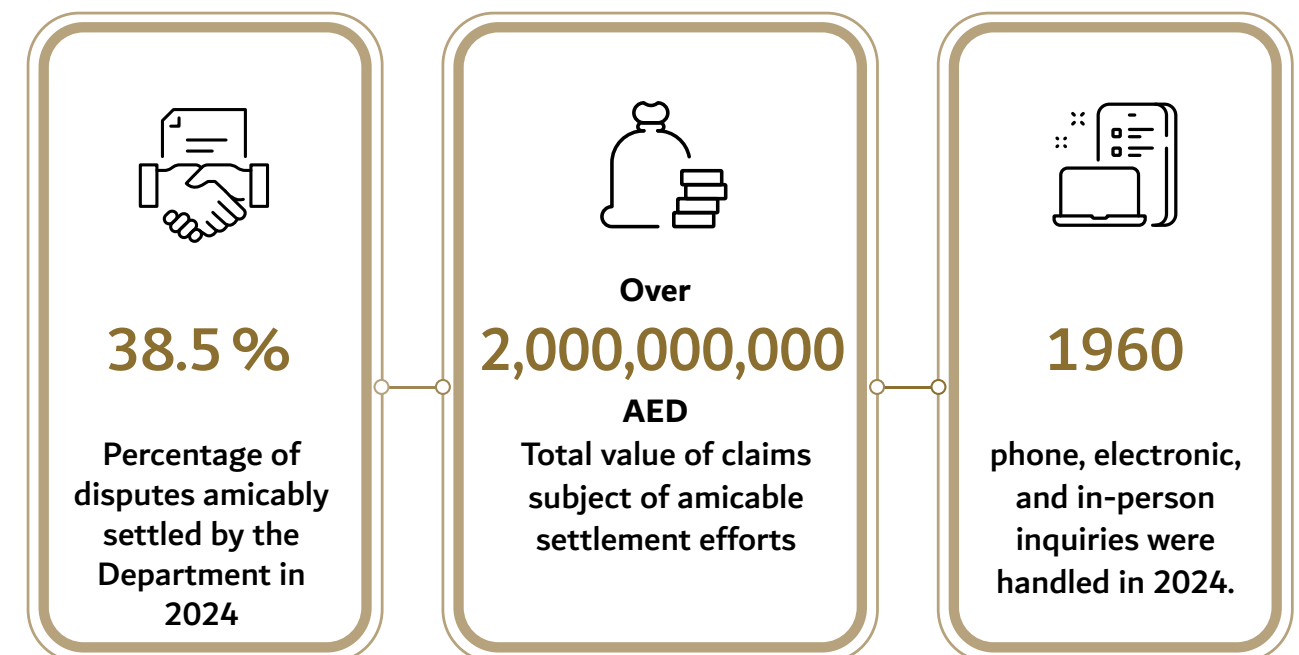 38.5 %
Percentage of
disputes amicably
settled by the
Department in
2024
Over
2,000,000,000
AED
Total value of claims
subject of amicable
settlement efforts
1960
phone, electronic,
and in-person
inquiries were
handled in 2024.